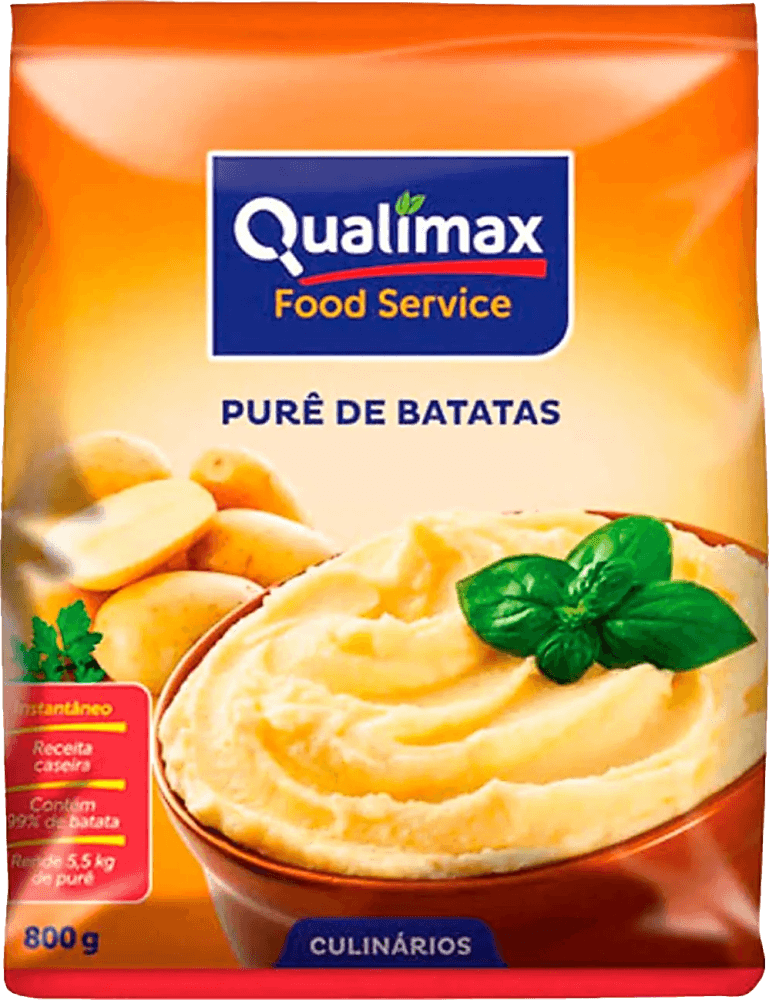 Qualimax
Food Service
PURÊ DE BATATAS
Instantâneo
Receita
caseira
Contém
99% de batata
Rende 5,5 kg
de purê
800g
CULINÁRIOS